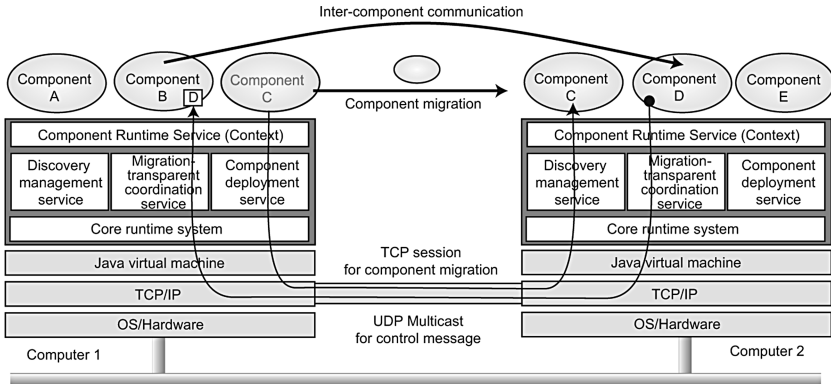 Inter-component communication
Component
A
Component
B
D
Component
C
Component migration
Component
C
Component
D
Component
E
Component Runtime Service (Context)
Discovery
management
service
Migration-
transparent
coordination
service
Component
deployment
service
Core runtime system
Java virtual machine
TCP/IP
OS/Hardware
Computer 1
TCP session
for component migration
UDP Multicast
for control message
Component Runtime Service (Context)
Discovery
management
service
Migration-
transparent
coordination
service
Component
deployment
service
Core runtime system
Java virtual machine
TCP/IP
OS/Hardware
Computer 2